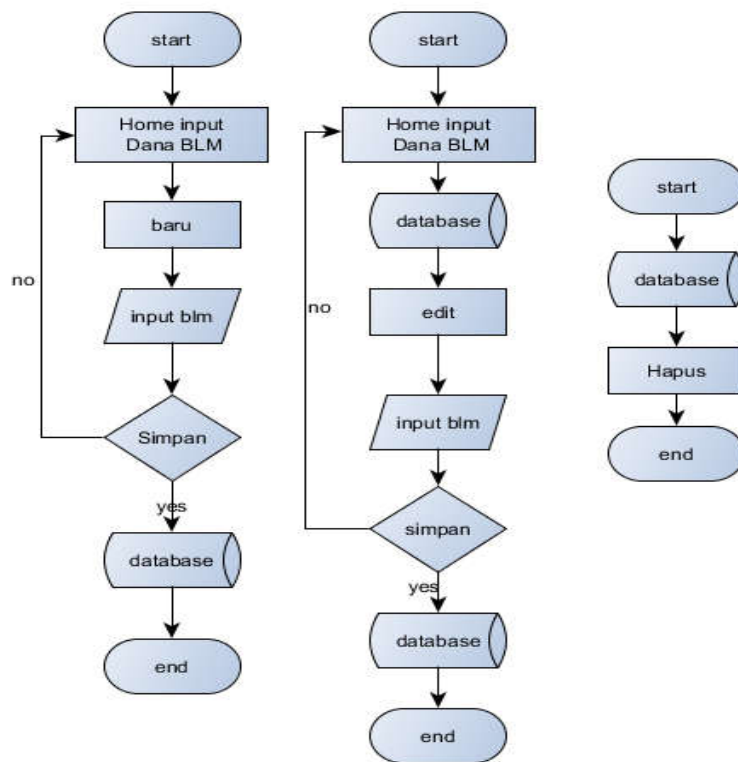 start
Home input
Dana BLM
baru
no
input blm
Simpan
yes
database
end
start
Home input
Dana BLM
database
edit
no
input blm
simpan
yes
database
end
start
database
Hapus
end